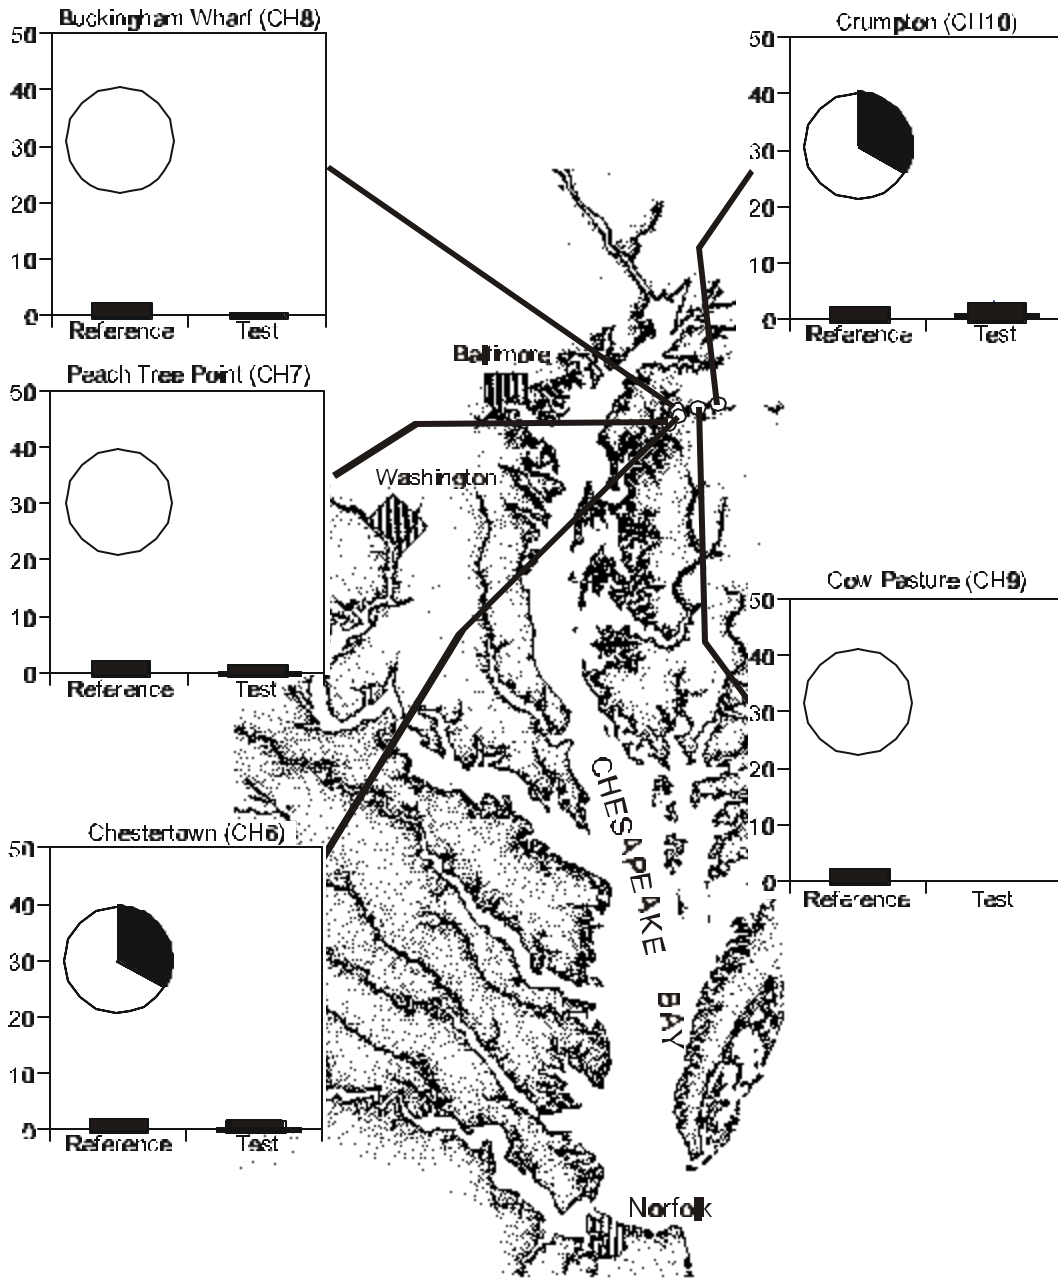 Buckingham Wharf (CH8)
50
40
30
20
10
0
Reference Test
Crumpton (CH10)
50
40
30
20
10
0
Reference Test
Baltimore
Peach Tree Point (CH7)
50
40
30
20
10
0
Reference Test
Washington
Cow Pasture (CH9)
50
40
30
20
10
0
Reference Test
Chestertown (CH6)
50
40
30
20
10
0
Reference Test
CHESAPEAKE BAY
Norfolk